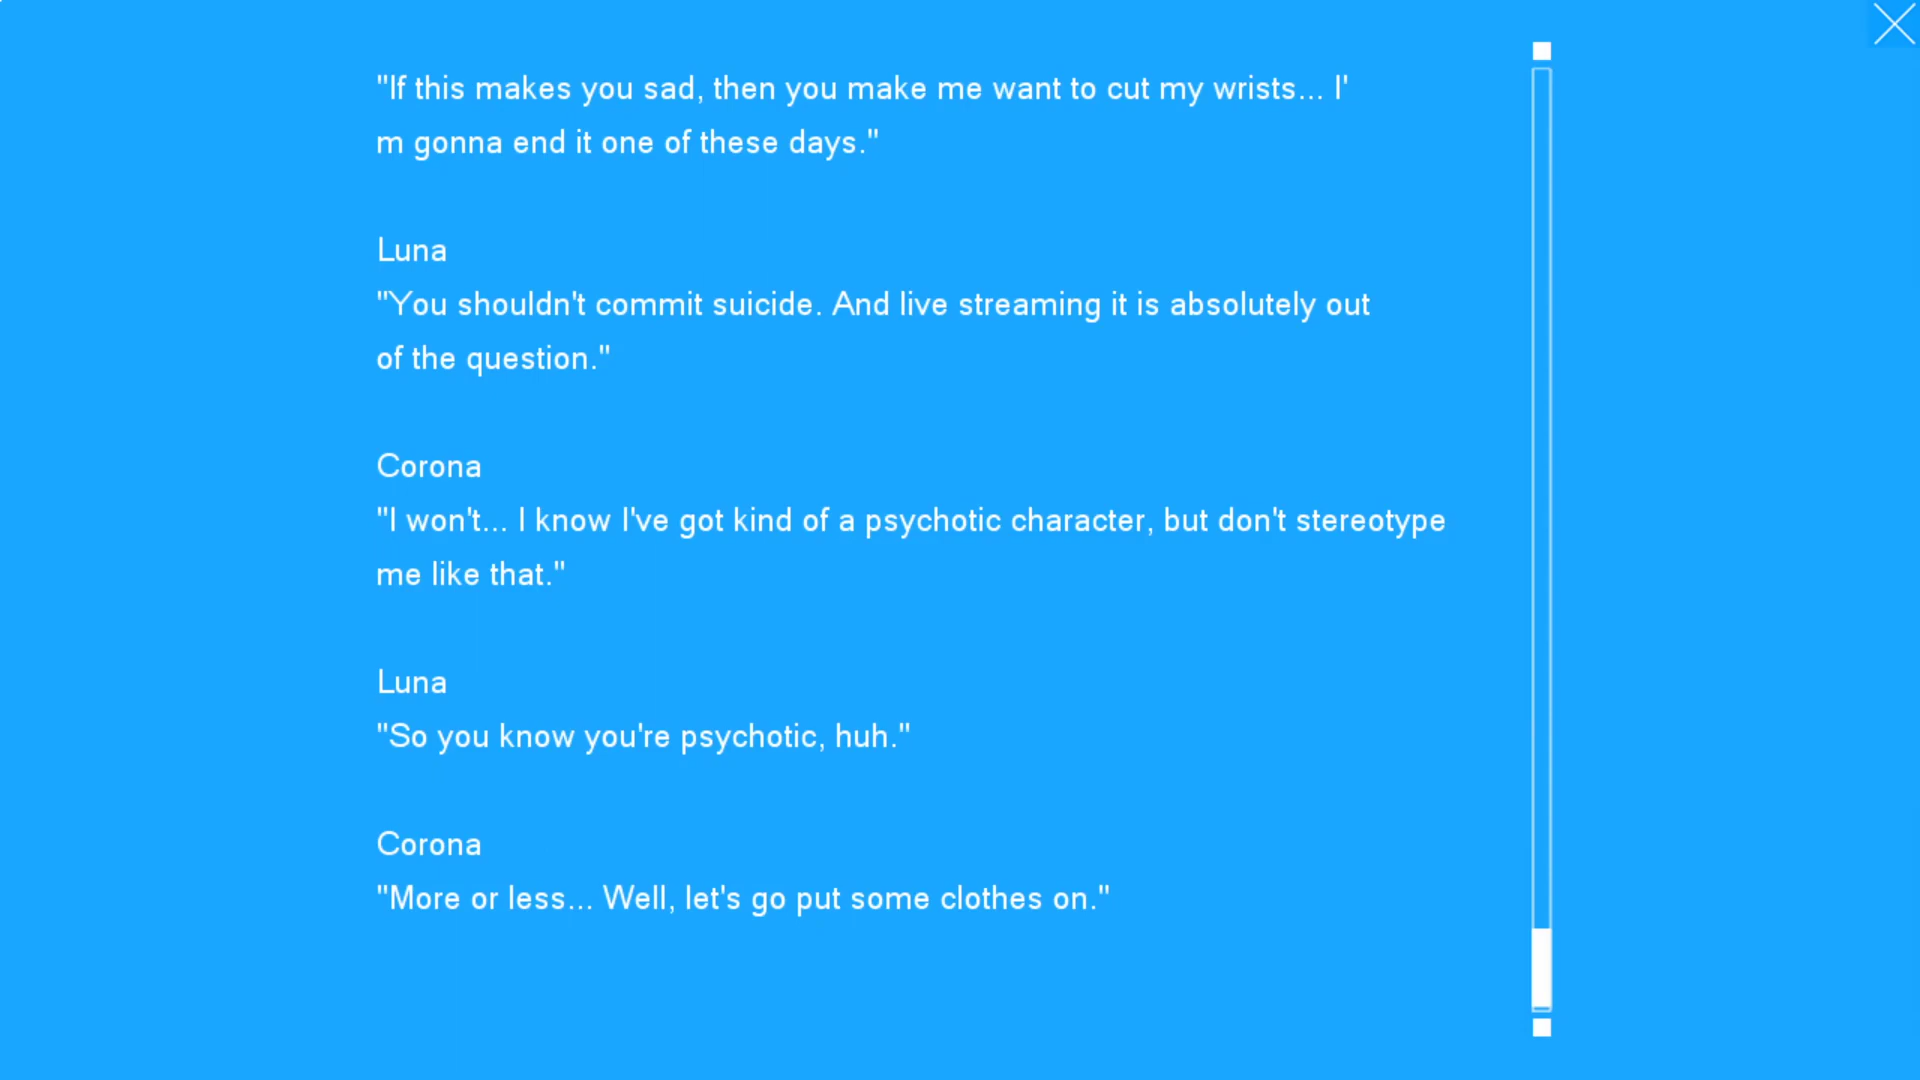 "If this makes you sad, then you make me want to cut my wrists... I'
m gonna end it one of these days."
Luna
"You shouldn't commit suicide. And live streaming it is absolutely out
of the question."
Corona
"I won't... I know I've got kind of a psychotic character, but don't stereotype
me like that."
Luna
"So you know you're psychotic, huh."
Corona
"More or less... Well, let's go put some clothes on."